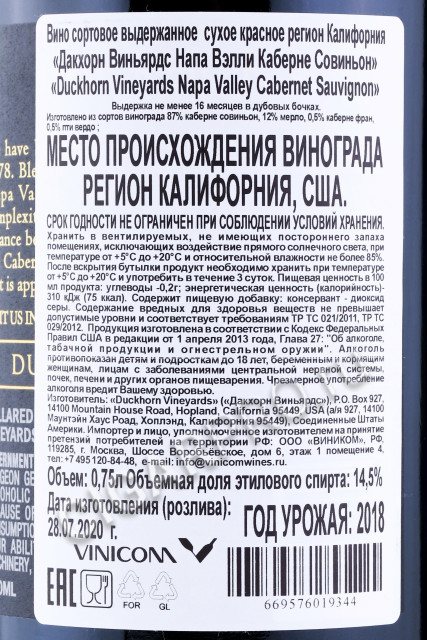 Вино сортовое выдержанное сухое красное регион Калифорния
«Дакхорн Виньярдс Напа Вэлли Каберне Совиньон»
«Duckhorn Vineyards Napa Valley Cabernet Sauvignon»
Выдержка не менее 16 месяцев в дубовых бочках.
Изготовлено из сортов винограда 87% каберне совиньон, 12% мерло, 0,5% каберне фран,
0,5% пти вердо ;
МЕСТО ПРОИСХОЖДЕНИЯ ВИНОГРАДА
РЕГИОН КАЛИФОРНИЯ, США.
СРОК ГОДНОСТИ НЕ ОГРАНИЧЕН ПРИ СОБЛЮДЕНИИ УСЛОВИЙ ХРАНЕНИЯ.
Хранить в вентилируемых, не имеющих постороннего запаха
помещениях, исключающих воздействие прямого солнечного света, при
температуре от +5°С до +20°С и относительной влажности не более 85%.
После вскрытия бутылки продукт необходимо хранить при температуре
от +5°С до +20°С и употребить в течение 3 суток. Пищевая ценность в 100
мл продукта: углеводы -0,2г; энергетическая ценность (калорийность)-
310 кДж (75 ккал). Содержит пищевую добавку: консервант - диоксид
серы. Содержание вредных для здоровья веществ не превышает
допустимые уровни и соответствует требованиям ТР ТС 021/2011, ТР ТС
029/2012. Продукция изготовлена в соответствии с Кодексом Федеральных
Правил США в редакции от 1 апреля 2013 года, Глава 27: "Об алкоголе,
табачной продукции и огнестрельном оружии". Алкоголь
противопоказан детям и подросткам до 18 лет, беременным и кормящим
женщинам, лицам с заболеваниями центральной нервной системы,
почек, печени и других органов пищеварения. Чрезмерное употребление
алкоголя вредит Вашему здоровью.
Изготовитель: «Duckhorn Vineyards» («Дакхорн Виньярдс»), P.O. Box 927,
14100 Mountain House Road, Hopland, California 95449, USA (а/я 927, 14100
Маунтэйн Хаус Роад, Хопланд, Калифорния 95449, Соединенные Штаты
Америки. Импортер и лицо, уполномоченное изготовителем на принятие
претензий потребителей на территории РФ: ООО «ВИНИКОМ», РФ,
119285, г. Москва, Шоссе Воробьевское, дом 6, этаж 1, помещение 4,
тел:+7 495120-84-48, e-mail: info@vinicomwines.ru.
Объем: 0,75л Объемная доля этилового спирта: 14,5%
Дата изготовления (розлива):
28.07.2020 г.
ГОД УРОЖАЯ: 2018
VINICOM
EAC
FOR
GL
669576019344